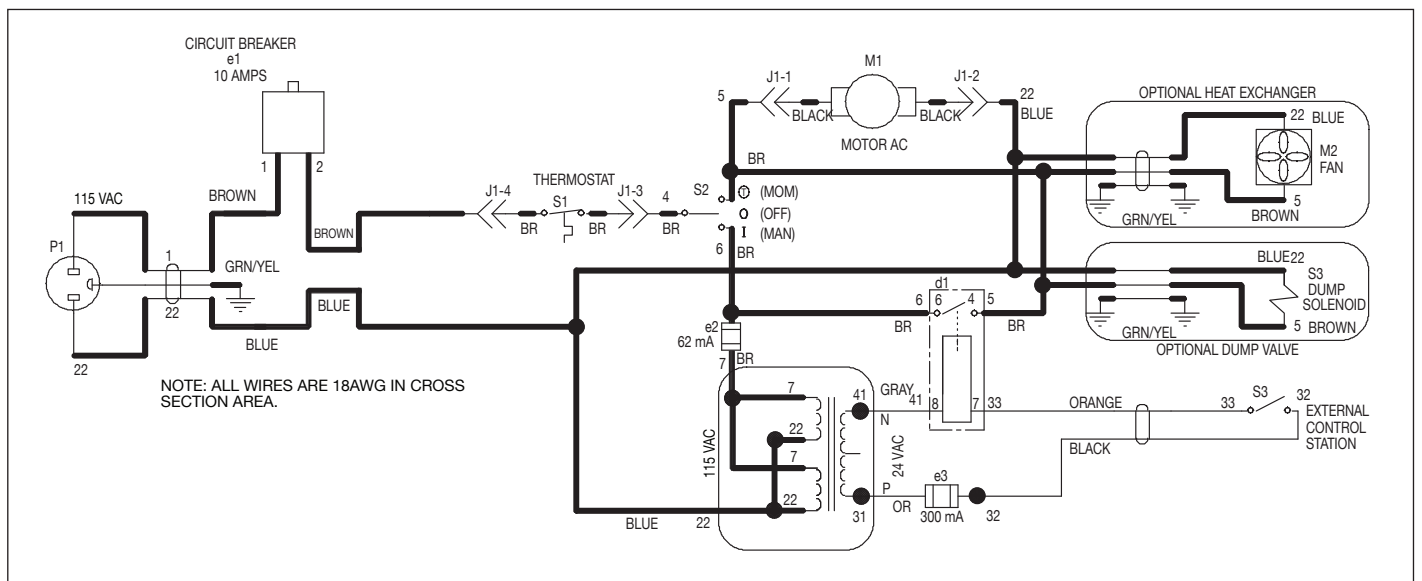 CIRCUIT BREAKER
e1
10 AMPS
1
2
115 VAC
BROWN
P1
1
GRN/YEL
22
BLUE
22
BLUE
BROWN
NOTE: ALL WIRES ARE 18AWG IN CROSS
SECTION AREA.
J1-4
THERMOSTAT
S1
J1-3
BR
BR
4
BR
S2
(MOM)
O
(OFF)
I
(MAN)
6
BR
BR
5
J1-1
BLACK
M1
BLACK
MOTOR AC
J1-2
22
BLUE
OPTIONAL HEAT EXCHANGER
22
BLUE
M2
FAN
5
BROWN
GRN/YEL
BLUE
22
S3
DUMP
SOLENOID
5
BROWN
GRN/YEL
OPTIONAL DUMP VALVE
d1
6
6
4
5
BR
BR
e2
62 mA
7
BR
7
22
7
22
115 VAC
BLUE
22
41
N
24 VAC
GRAY
41
8
7
33
ORANGE
33
S3
32
EXTERNAL
CONTROL
STATION
BLACK
P
31
OR
e3
300 mA
32